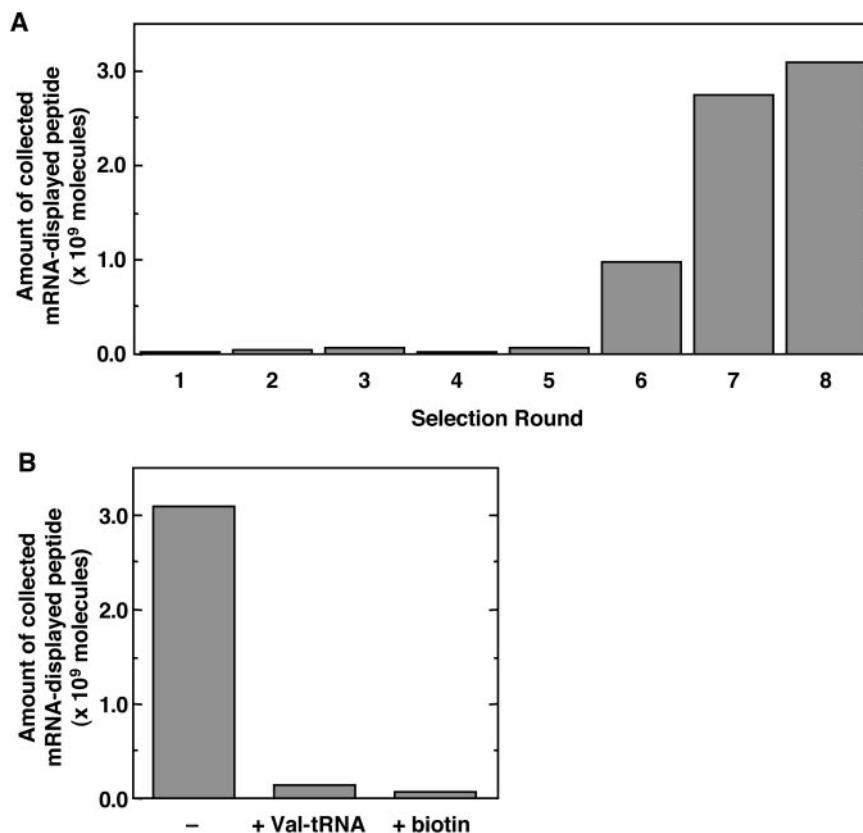 A
Amount of collected
mRNA-displayed peptide
(x 10⁹ molecules)
3.0
2.0
1.0
0.0
1 2 3 4 5 6 7 8
Selection Round
B
Amount of collected
mRNA-displayed peptide
(x 10⁹ molecules)
3.0
2.0
1.0
0.0
– + Val-tRNA + biotin